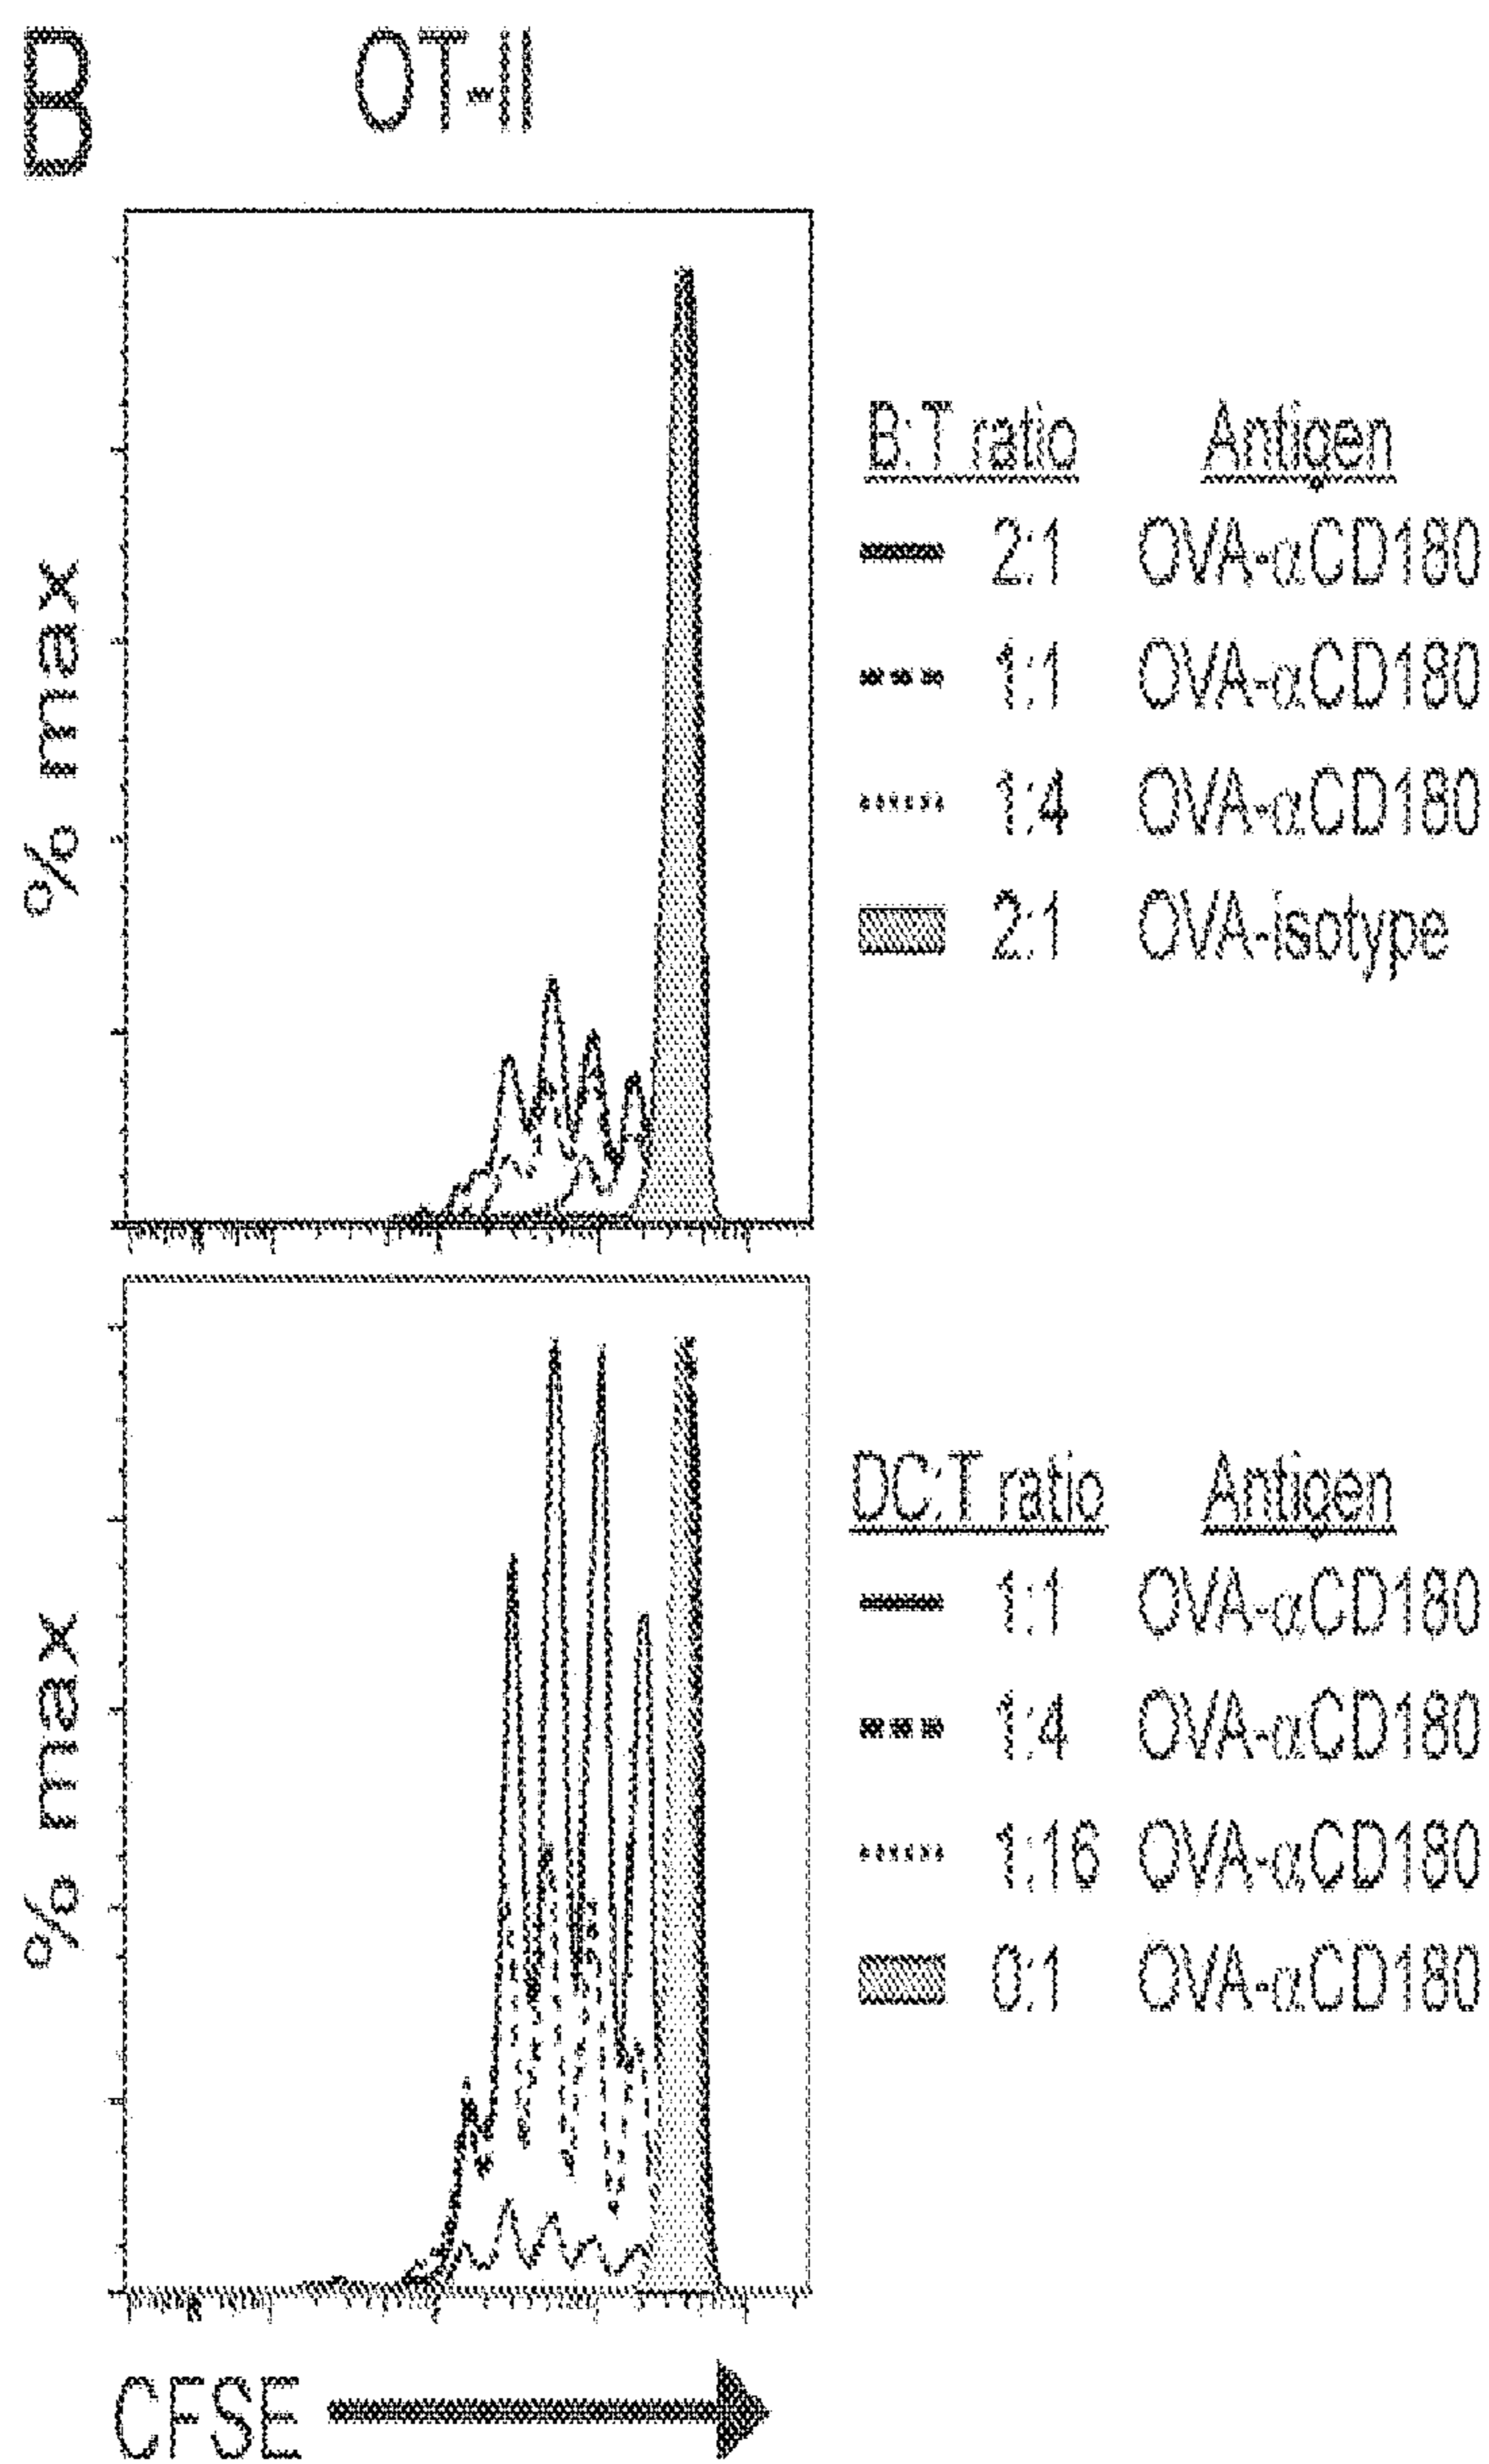 B
OT-II
% max
B:T ratio Antigen
2:1 OVA-αCD180
1:1 OVA-αCD180
1:4 OVA-αCD180
2:1 OVA-isotype
% max
DC:T ratio Antigen
1:1 OVA-αCD180
1:4 OVA-αCD180
1:16 OVA-αCD180
0:1 OVA-αCD180
CFSE